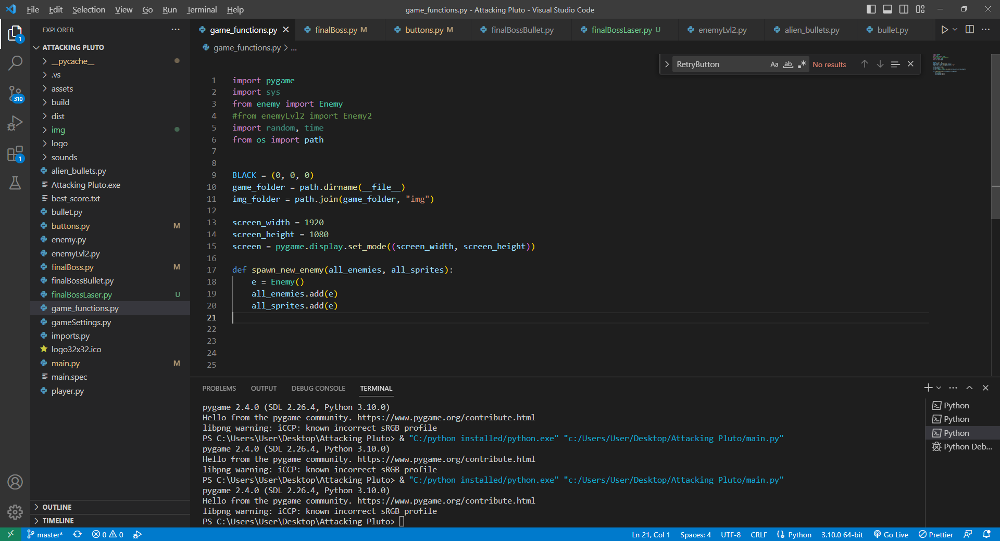 File Edit Selection View Go Run Terminal Help
game_functions.py - Attacking Pluto - Visual Studio Code
EXPLORER
game_functions.py
finalBoss.py M
buttons.py M
finalBossBullet.py
finalBossLaser.py U
enemyLvl2.py
alien_bullets.py
bullet.py
ATTACKING PLUTO
__pycache__
.vs
assets
build
dist
img
logo
sounds
alien_bullets.py
Attacking Pluto.exe
best_score.txt
bullet.py
buttons.py M
enemy.py
enemyLvl2.py
finalBoss.py M
finalBossBullet.py
finalBossLaser.py U
game_functions.py
gameSettings.py
imports.py
logo32x32.ico
main.py M
main.spec
player.py
OUTLINE
TIMELINE
1
310
1
game_functions.py > ...
RetryButton Aa ab No results
1 import pygame
2 import sys
3 from enemy import Enemy
4 #from enemyLvl2 import Enemy2
5 import random, time
6 from os import path
7
8
9 BLACK = (0, 0, 0)
10 game_folder = path.dirname(__file__)
11 img_folder = path.join(game_folder, "img")
12
13 screen_width = 1920
14 screen_height = 1080
15 screen = pygame.display.set_mode((screen_width, screen_height))
16
17 def spawn_new_enemy(all_enemies, all_sprites):
18 e = Enemy()
19 all_enemies.add(e)
20 all_sprites.add(e)
21
22
23
24
25
PROBLEMS OUTPUT DEBUG CONSOLE TERMINAL
pygame 2.4.0 (SDL 2.26.4, Python 3.10.0)
Hello from the pygame community. https://www.pygame.org/contribute.html
libpng warning: iCCP: known incorrect sRGB profile
PS C:\Users\User\Desktop\Attacking Pluto> & "C:/python installed/python.exe" "c:/Users/User/Desktop/Attacking Pluto/main.py"
pygame 2.4.0 (SDL 2.26.4, Python 3.10.0)
Hello from the pygame community. https://www.pygame.org/contribute.html
libpng warning: iCCP: known incorrect sRGB profile
PS C:\Users\User\Desktop\Attacking Pluto> & "C:/python installed/python.exe" "c:/Users/User/Desktop/Attacking Pluto/main.py"
pygame 2.4.0 (SDL 2.26.4, Python 3.10.0)
Hello from the pygame community. https://www.pygame.org/contribute.html
libpng warning: iCCP: known incorrect sRGB profile
PS C:\Users\User\Desktop\Attacking Pluto>
Python
Python
Python
Python Deb...
master* 0 0
Ln 21, Col 1 Spaces: 4 UTF-8 CRLF Python 3.10.0 64-bit Go Live Prettier